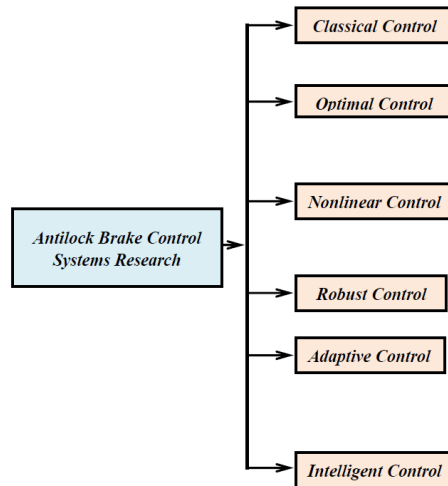 Classical Control
Optimal Control
Nonlinear Control
Antilock Brake Control
Systems Research
Robust Control
Adaptive Control
Intelligent Control